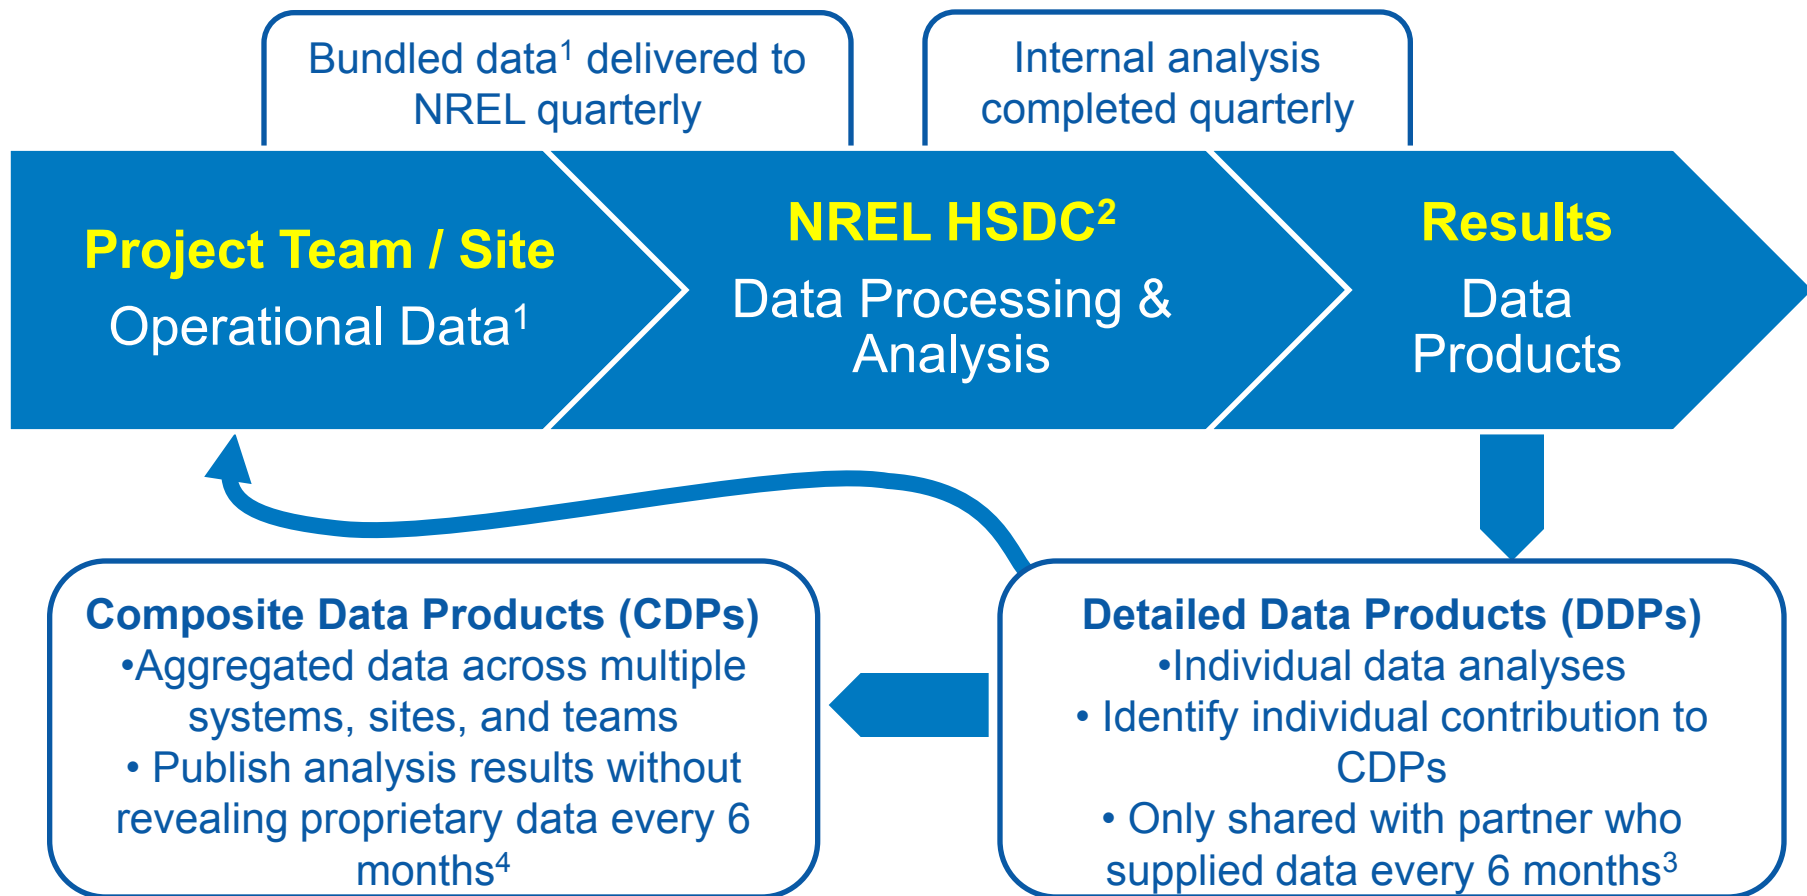 Bundled data¹ delivered to
NREL quarterly
Internal analysis
completed quarterly
Project Team / Site
Operational Data¹
NREL HSDC²
Data Processing &
Analysis
Results
Data
Products
Composite Data Products (CDPs)
•Aggregated data across multiple
systems, sites, and teams
• Publish analysis results without
revealing proprietary data every 6
months⁴
Detailed Data Products (DDPs)
•Individual data analyses
• Identify individual contribution to
CDPs
• Only shared with partner who
supplied data every 6 months³